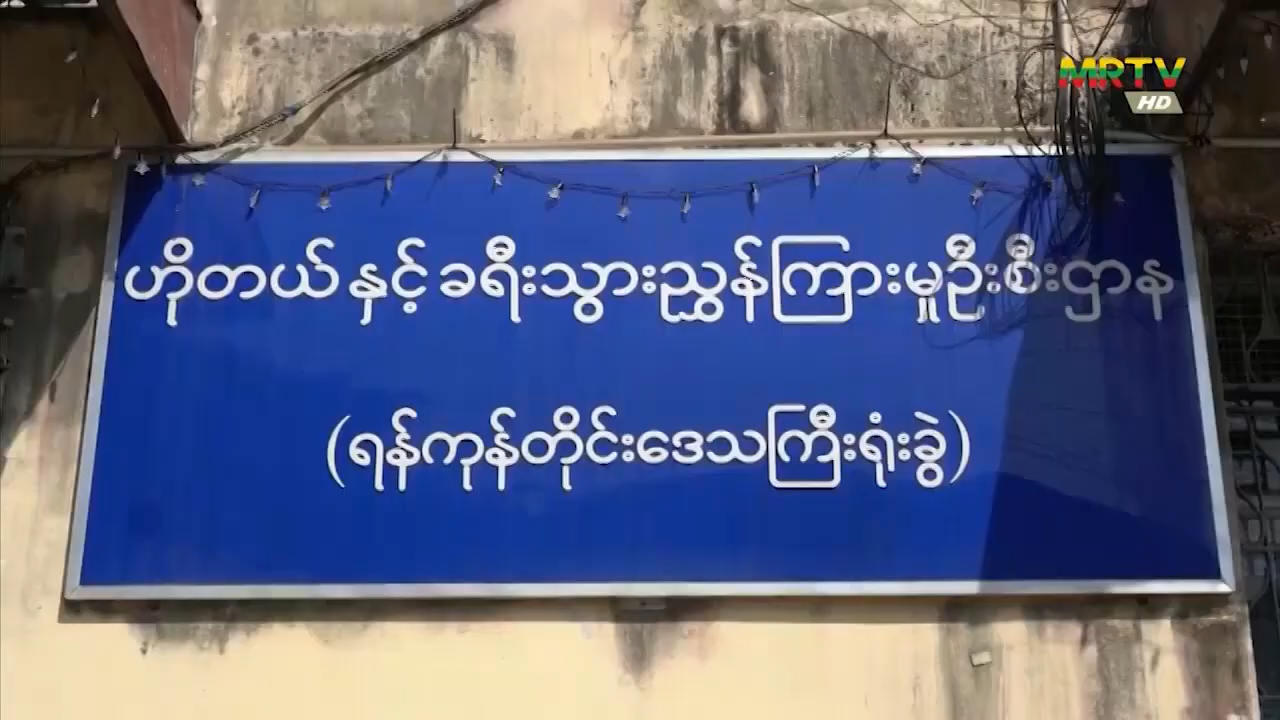 MRTV
HD
ဟိုတယ်နှင့်ခရီးသွားညွှန်ကြားမှုဦးစီးဌာန
(ရန်ကုန်တိုင်းဒေသကြီးရုံးခွဲ)